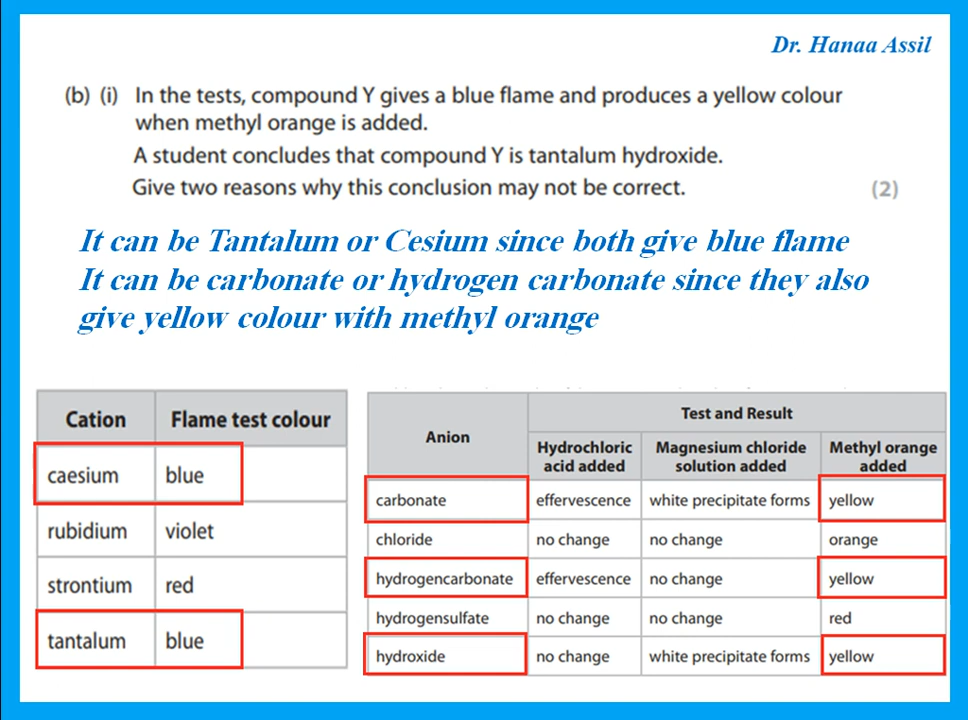 Dr. Hanaa Assil
(b) (i) In the tests, compound Y gives a blue flame and produces a yellow colour
when methyl orange is added.
A student concludes that compound Y is tantalum hydroxide.
Give two reasons why this conclusion may not be correct. (2)
It can be Tantalum or Cesium since both give blue flame
It can be carbonate or hydrogen carbonate since they also
give yellow colour with methyl orange
Cation Flame test colour
caesium blue
rubidium violet
strontium red
tantalum blue
Anion Test and Result
Hydrochloric acid added Magnesium chloride solution added Methyl orange added
carbonate effervescence white precipitate forms yellow
chloride no change no change orange
hydrogencarbonate effervescence no change yellow
hydrogensulfate no change no change red
hydroxide no change white precipitate forms yellow